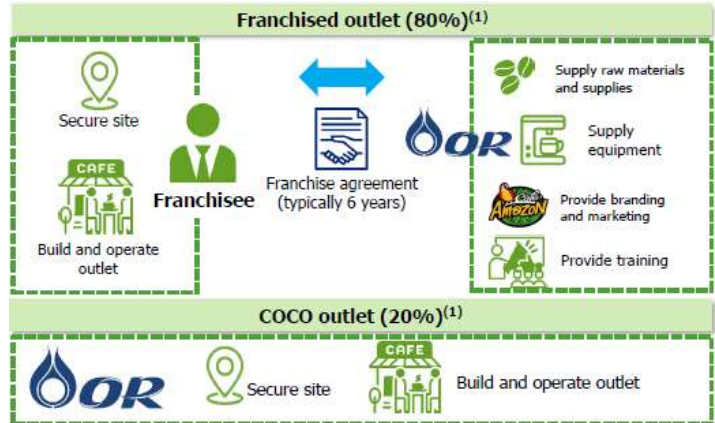 Franchised outlet (80%)(1)
Secure site
CAFE
Build and operate
outlet
Franchisee
Franchise agreement
(typically 6 years)
OR
Supply raw materials
and supplies
Supply
equipment
Café
AmazoN
Provide branding
and marketing
Provide training
COCO outlet (20%)(1)
OR
Secure site
CAFE
Build and operate outlet